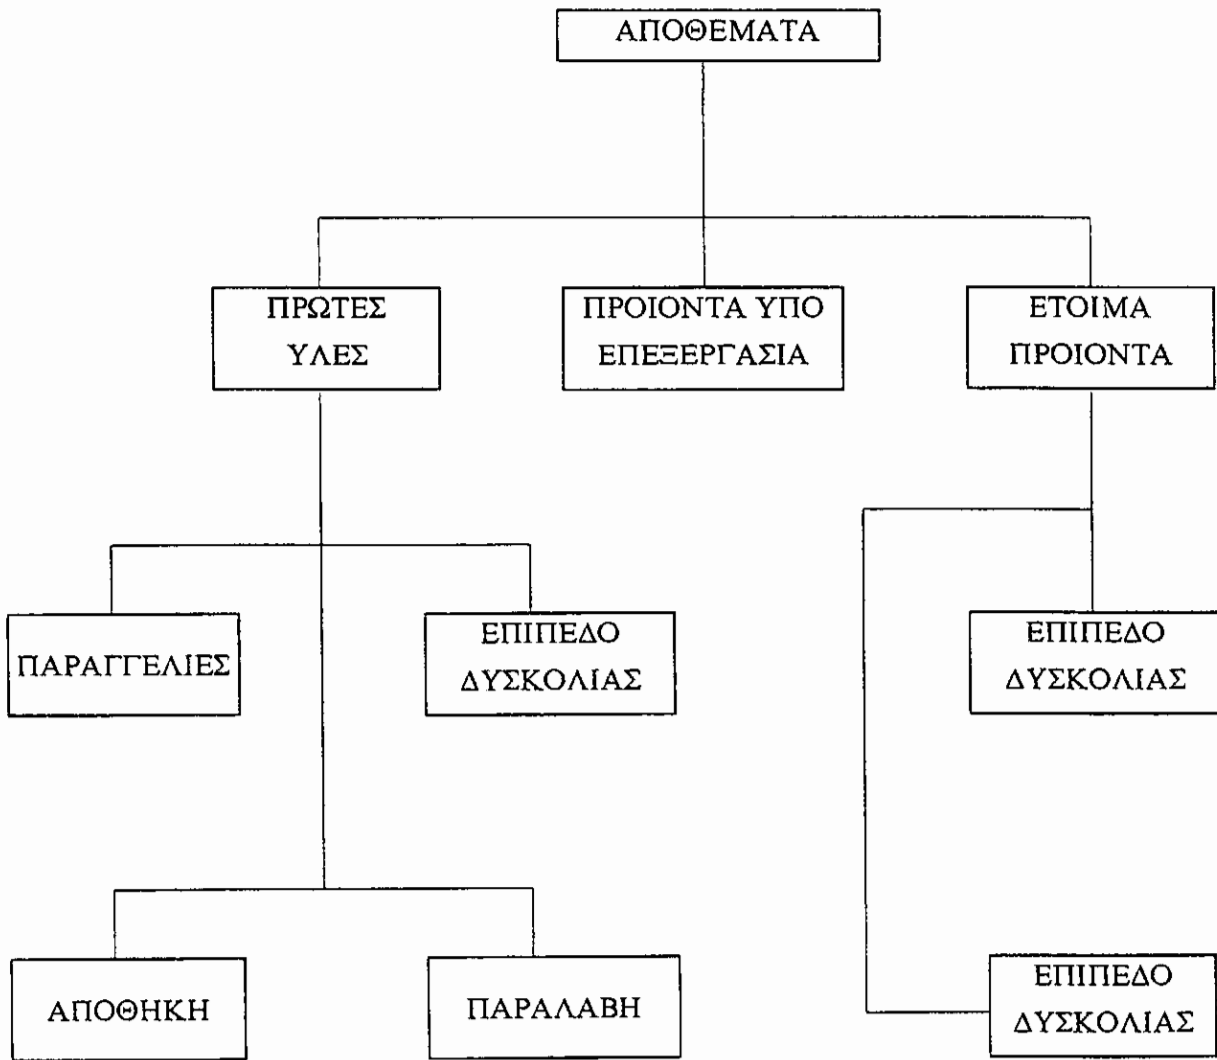 ΑΠΟΘΕΜΑΤΑ
ΠΡΩΤΕΣ
ΥΛΕΣ
ΠΡΟΙΟΝΤΑ ΥΠΟ
ΕΠΕΞΕΡΓΑΣΙΑ
ΕΤΟΙΜΑ
ΠΡΟΙΟΝΤΑ
ΠΑΡΑΓΓΕΛΙΕΣ
ΕΠΙΠΕΔΟ
ΔΥΣΚΟΛΙΑΣ
ΕΠΙΠΕΔΟ
ΔΥΣΚΟΛΙΑΣ
ΑΠΟΘΗΚΗ
ΠΑΡΑΛΑΒΗ
ΕΠΙΠΕΔΟ
ΔΥΣΚΟΛΙΑΣ